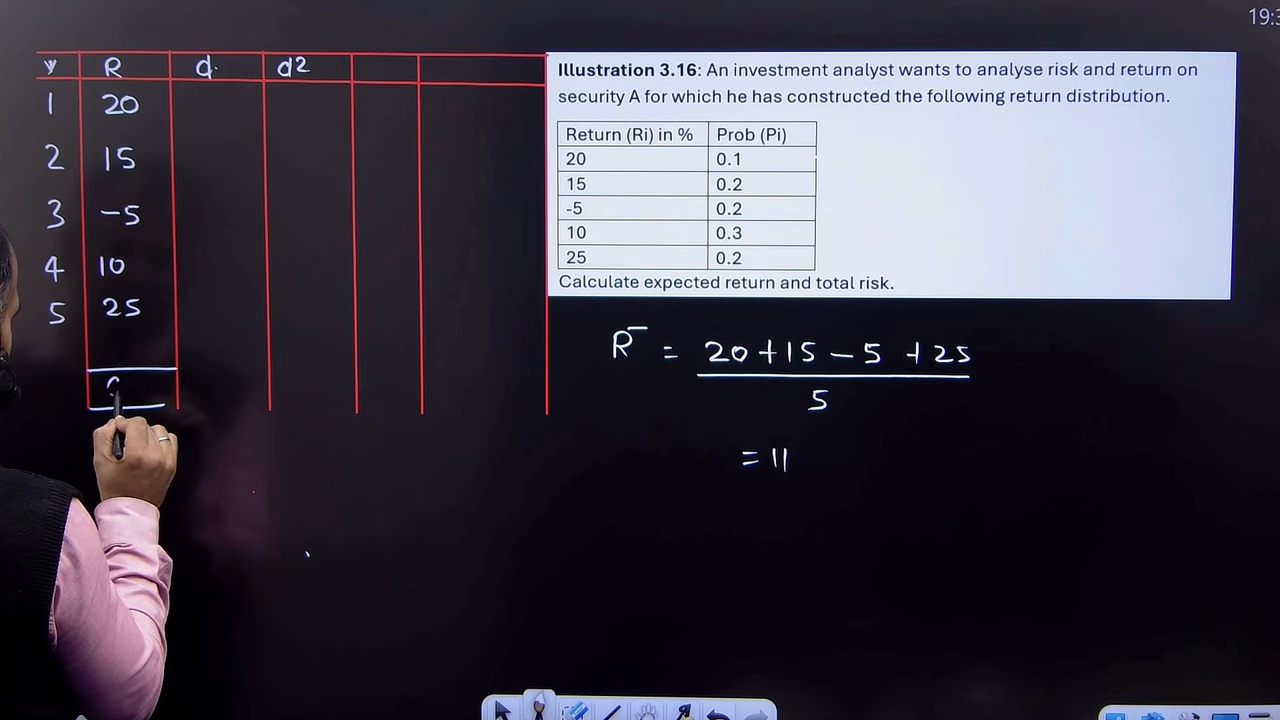 19:3
y R d. d2
1 20
2 15
3 -5
4 10
5 25
Illustration 3.16: An investment analyst wants to analyse risk and return on
security A for which he has constructed the following return distribution.
Return (Ri) in % Prob (Pi)
20 0.1
15 0.2
-5 0.2
10 0.3
25 0.2
Calculate expected return and total risk.
R̄ = 20+15-5+25
5
= 11